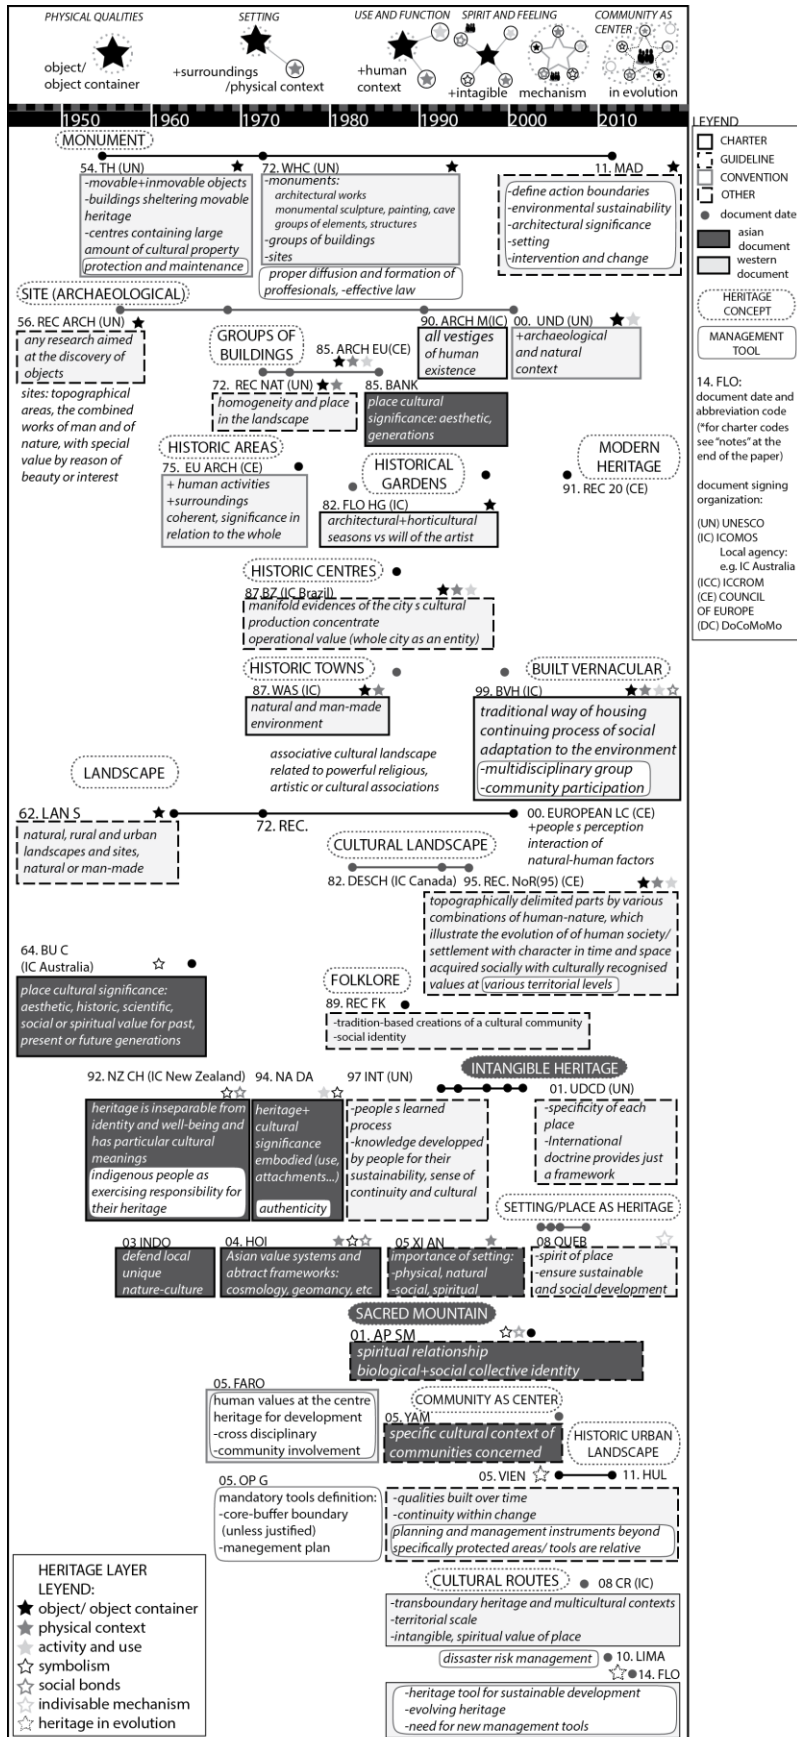 PHYSICAL QUALITIES
SETTING
USE AND FUNCTION
SPIRIT AND FEELING
COMMUNITY AS
CENTER
object/
object container
+surroundings
/physical context
+human
context
+intagible
mechanism
in evolution
1950
1960
1970
1980
1990
2000
2010
MONUMENT
54. TH (UN)
-movable+inmovable objects
-buildings sheltering movable
heritage
-centres containing large
amount of cultural property
protection and maintenance
72. WHC (UN)
-monuments:
architectural works
monumental sculpture, painting, cave
groups of elements, structures
-groups of buildings
-sites
proper diffusion and formation of
proffesionals, -effective law
11. MAD
-define action boundaries
-environmental sustainability
-architectural significance
-setting
-intervention and change
SITE (ARCHAEOLOGICAL)
56. REC ARCH (UN)
any research aimed
at the discovery of
objects
sites: topographical
areas, the combined
works of man and of
nature, with special
value by reason of
beauty or interest
GROUPS OF
BUILDINGS
85. ARCH EU(CE)
72. REC NAT (UN)
homogeneity and place
in the landscape
90. ARCH M(IC)
all vestiges
of human
existence
00. UND (UN)
+archaeological
and natural
context
85. BANK
place cultural
significance: aesthetic,
generations
HISTORIC AREAS
75. EU ARCH (CE)
+ human activities
+surroundings
coherent, significance in
relation to the whole
HISTORICAL
GARDENS
82. FLO HG (IC)
architectural+horticultural
seasons vs will of the artist
MODERN
HERITAGE
91. REC 20 (CE)
HISTORIC CENTRES
87.BZ (IC Brazil)
manifold evidences of the city s cultural
production concentrate
operational value (whole city as an entity)
HISTORIC TOWNS
87. WAS (IC)
natural and man-made
environment
BUILT VERNACULAR
99. BVH (IC)
traditional way of housing
continuing process of social
adaptation to the environment
-multidisciplinary group
-community participation
associative cultural landscape
related to powerful religious,
artistic or cultural associations
LANDSCAPE
62. LAN S
natural, rural and urban
landscapes and sites,
natural or man-made
72. REC.
00. EUROPEAN LC (CE)
+people s perception
interaction of
natural-human factors
CULTURAL LANDSCAPE
82. DESCH (IC Canada)
95. REC. NoR(95) (CE)
topographically delimited parts by various
combinations of human-nature, which
illustrate the evolution of of human society/
settlement with character in time and space
acquired socially with culturally recognised
values at various territorial levels
64. BU C
(IC Australia)
place cultural significance:
aesthetic, historic, scientific,
social or spiritual value for past,
present or future generations
FOLKLORE
89. REC FK
-tradition-based creations of a cultural community
-social identity
INTANGIBLE HERITAGE
92. NZ CH (IC New Zealand)
heritage is inseparable from
identity and well-being and
has particular cultural
meanings
indigenous people as
exercising responsibility for
their heritage
94. NA DA
heritage+
cultural
significance
embodied (use,
attachments...)
authenticity
97 INT (UN)
-people s learned
process
-knowledge developped
by people for their
sustainability, sense of
continuity and cultural
01. UDCD (UN)
-specificity of each
place
-International
doctrine provides just
a framework
SETTING/PLACE AS HERITAGE
03 INDO
defend local
unique
nature-culture
04. HOI
Asian value systems and
abtract frameworks:
cosmology, geomancy, etc
05 XI AN
importance of setting:
-physical, natural
-social, spiritual
08 QUEB
-spirit of place
-ensure sustainable
and social development
SACRED MOUNTAIN
01. AP SM
spiritual relationship
biological+social collective identity
05. FARO
human values at the centre
heritage for development
-cross disciplinary
-community involvement
COMMUNITY AS CENTER
05. YAM
specific cultural context of
communities concerned
HISTORIC URBAN
LANDSCAPE
05. VIEN
11. HUL
05. OP G
mandatory tools definition:
-core-buffer boundary
(unless justified)
-manegement plan
-qualities built over time
-continuity within change
planning and management instruments beyond
specifically protected areas/ tools are relative
CULTURAL ROUTES
08 CR (IC)
-transboundary heritage and multicultural contexts
-territorial scale
-intangible, spiritual value of place
dissaster risk management
10. LIMA
14. FLO
-heritage tool for sustainable development
-evolving heritage
-need for new management tools
HERITAGE LAYER
LEYEND:
object/ object container
physical context
activity and use
symbolism
social bonds
indivisable mechanism
heritage in evolution
LEYEND
CHARTER
GUIDELINE
CONVENTION
OTHER
document date
asian
document
western
document
HERITAGE
CONCEPT
MANAGEMENT
TOOL
14. FLO:
document date and
abbreviation code
(*for charter codes
see "notes" at the
end of the paper)
document signing
organization:
(UN) UNESCO
(IC) ICOMOS
Local agency:
e.g. IC Australia
(ICC) ICCROM
(CE) COUNCIL
OF EUROPE
(DC) DoCoMoMo